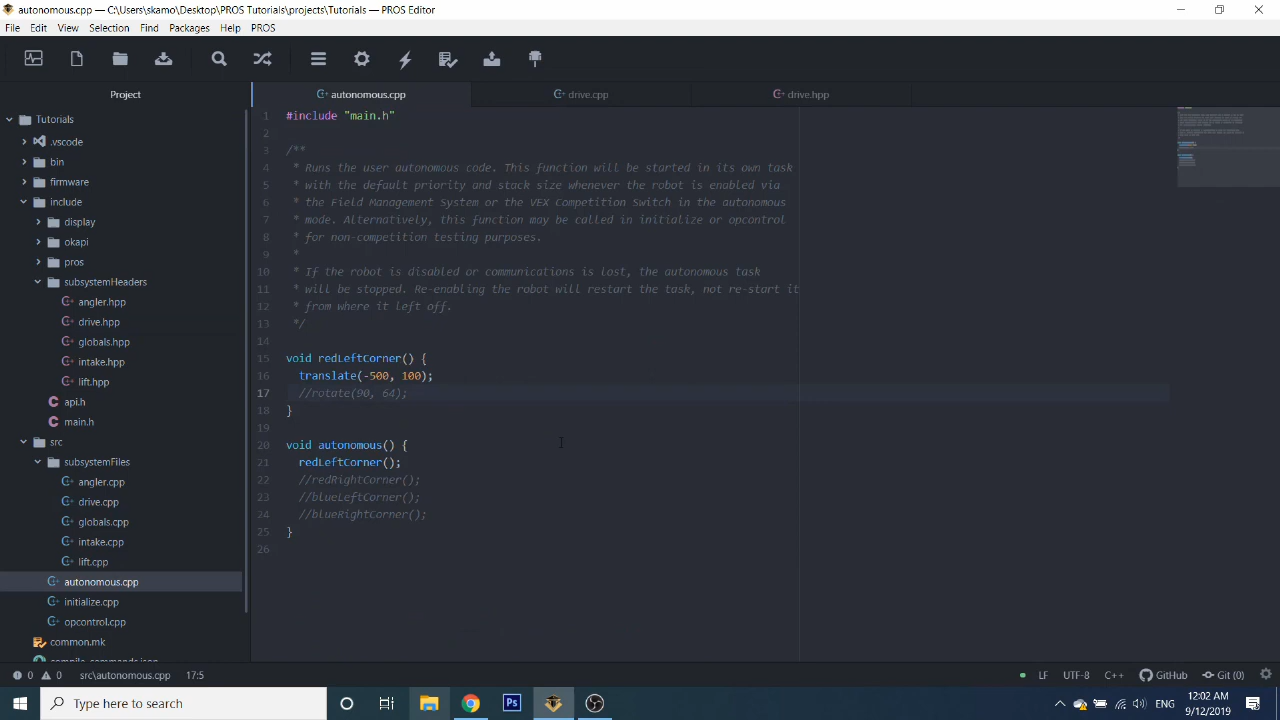 autonomous.cpp — C:\Users\skamo\Desktop\PROS Tutorials\projects\Tutorials — PROS Editor
File Edit View Selection Find Packages Help PROS
Project
Tutorials
.vscode
bin
firmware
include
display
okapi
pros
subsystemHeaders
angler.hpp
drive.hpp
globals.hpp
intake.hpp
lift.hpp
api.h
main.h
src
subsystemFiles
angler.cpp
drive.cpp
globals.cpp
intake.cpp
lift.cpp
autonomous.cpp
initialize.cpp
opcontrol.cpp
common.mk
compile_commands.json
autonomous.cpp drive.cpp drive.hpp
1 #include "main.h"
2
3 /**
4 * Runs the user autonomous code. This function will be started in its own task
5 * with the default priority and stack size whenever the robot is enabled via
6 * the Field Management System or the VEX Competition Switch in the autonomous
7 * mode. Alternatively, this function may be called in initialize or opcontrol
8 * for non-competition testing purposes.
9 *
10 * If the robot is disabled or communications is lost, the autonomous task
11 * will be stopped. Re-enabling the robot will restart the task, not re-start it
12 * from where it left off.
13 */
14
15 void redLeftCorner() {
16 translate(-500, 100);
17 //rotate(90, 64);
18 }
19
20 void autonomous() {
21 redLeftCorner();
22 //redRightCorner();
23 //blueLeftCorner();
24 //blueRightCorner();
25 }
26
0 0 src\autonomous.cpp 17:5 LF UTF-8 C++ GitHub Git (0)
Type here to search
Ps
ENG
12:02 AM
9/12/2019